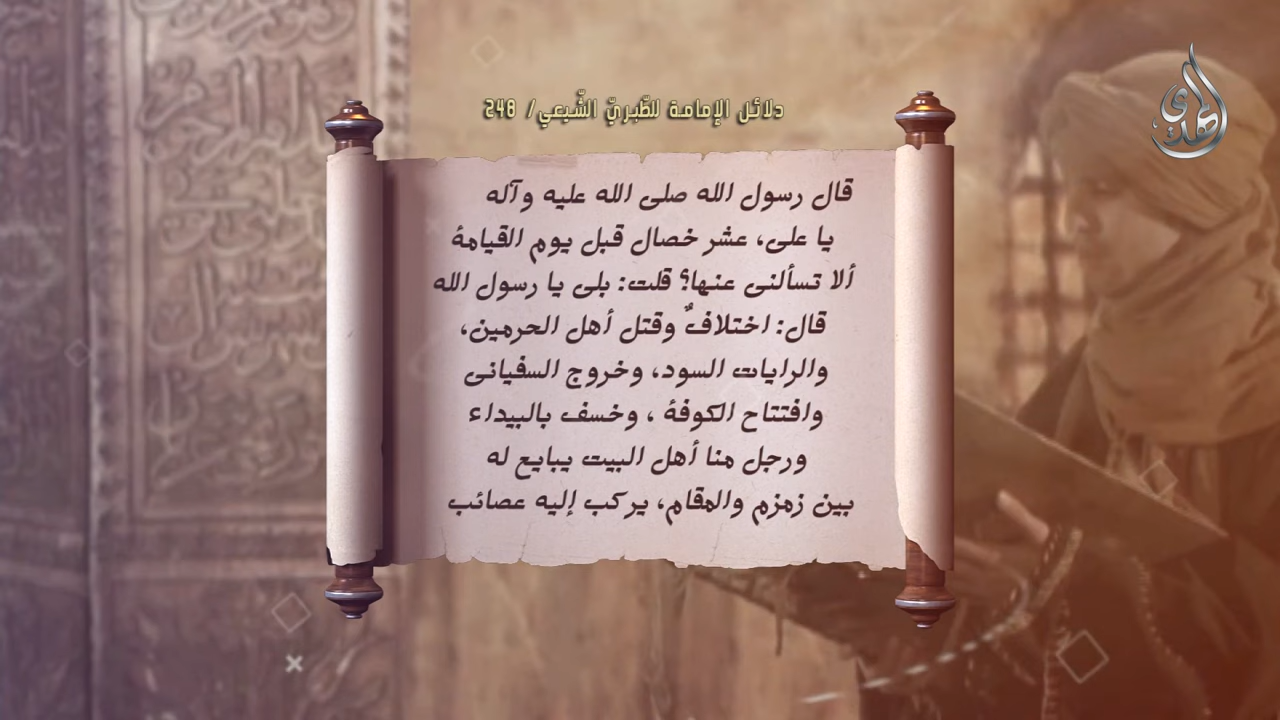 دلائل الإمامة للطّبريّ الشّيعي/ 248
المهدي
قال رسول الله صلى الله عليه وآله
يا على، عشر خصال قبل يوم القيامة
ألا تسألنى عنها؟ قلت: بلى يا رسول الله
قال: اختلافٌ وقتل أهل الحرمين،
والرايات السود، وخروج السفيانى
وافتتاح الكوفة ، وخسف بالبيداء
ورجل منا أهل البيت يبايع له
بين زمزم والمقام، يركب إليه عصائب